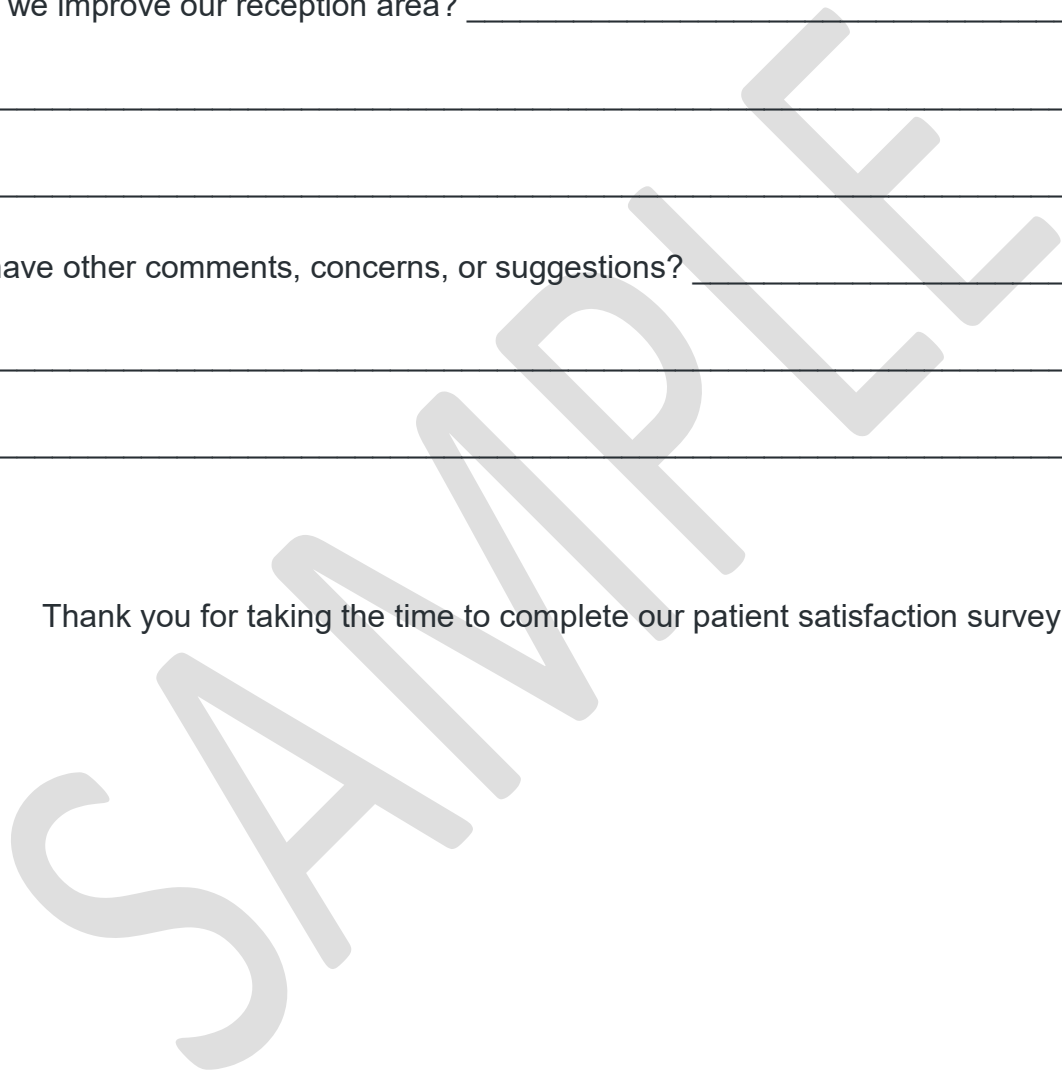 we improve our reception area?
have other comments, concerns, or suggestions?
Thank you for taking the time to complete our patient satisfaction survey
SAMPLE